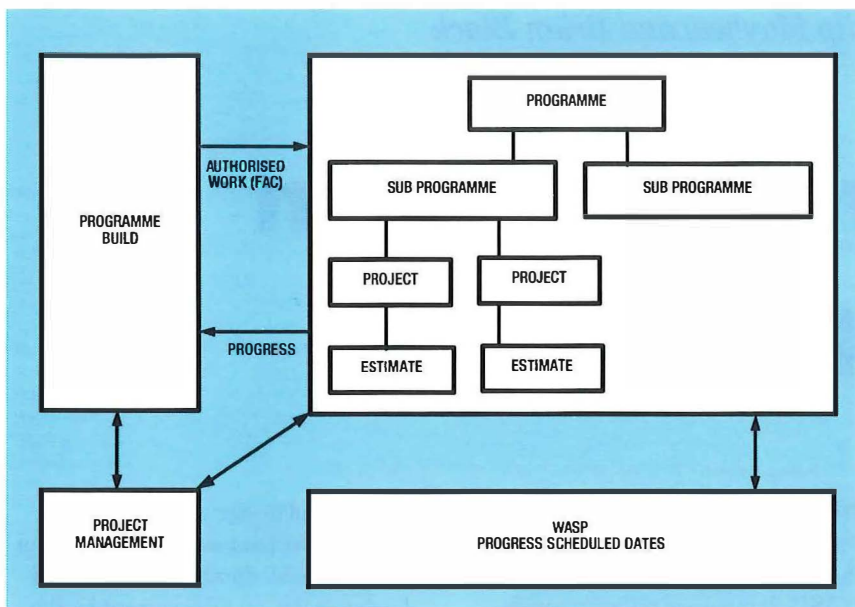 PROGRAMME
BUILD
AUTHORISED
WORK (FAC)
PROGRESS
PROGRAMME
SUB PROGRAMME
SUB PROGRAMME
PROJECT
PROJECT
ESTIMATE
ESTIMATE
PROJECT
MANAGEMENT
WASP
PROGRESS SCHEDULED DATES